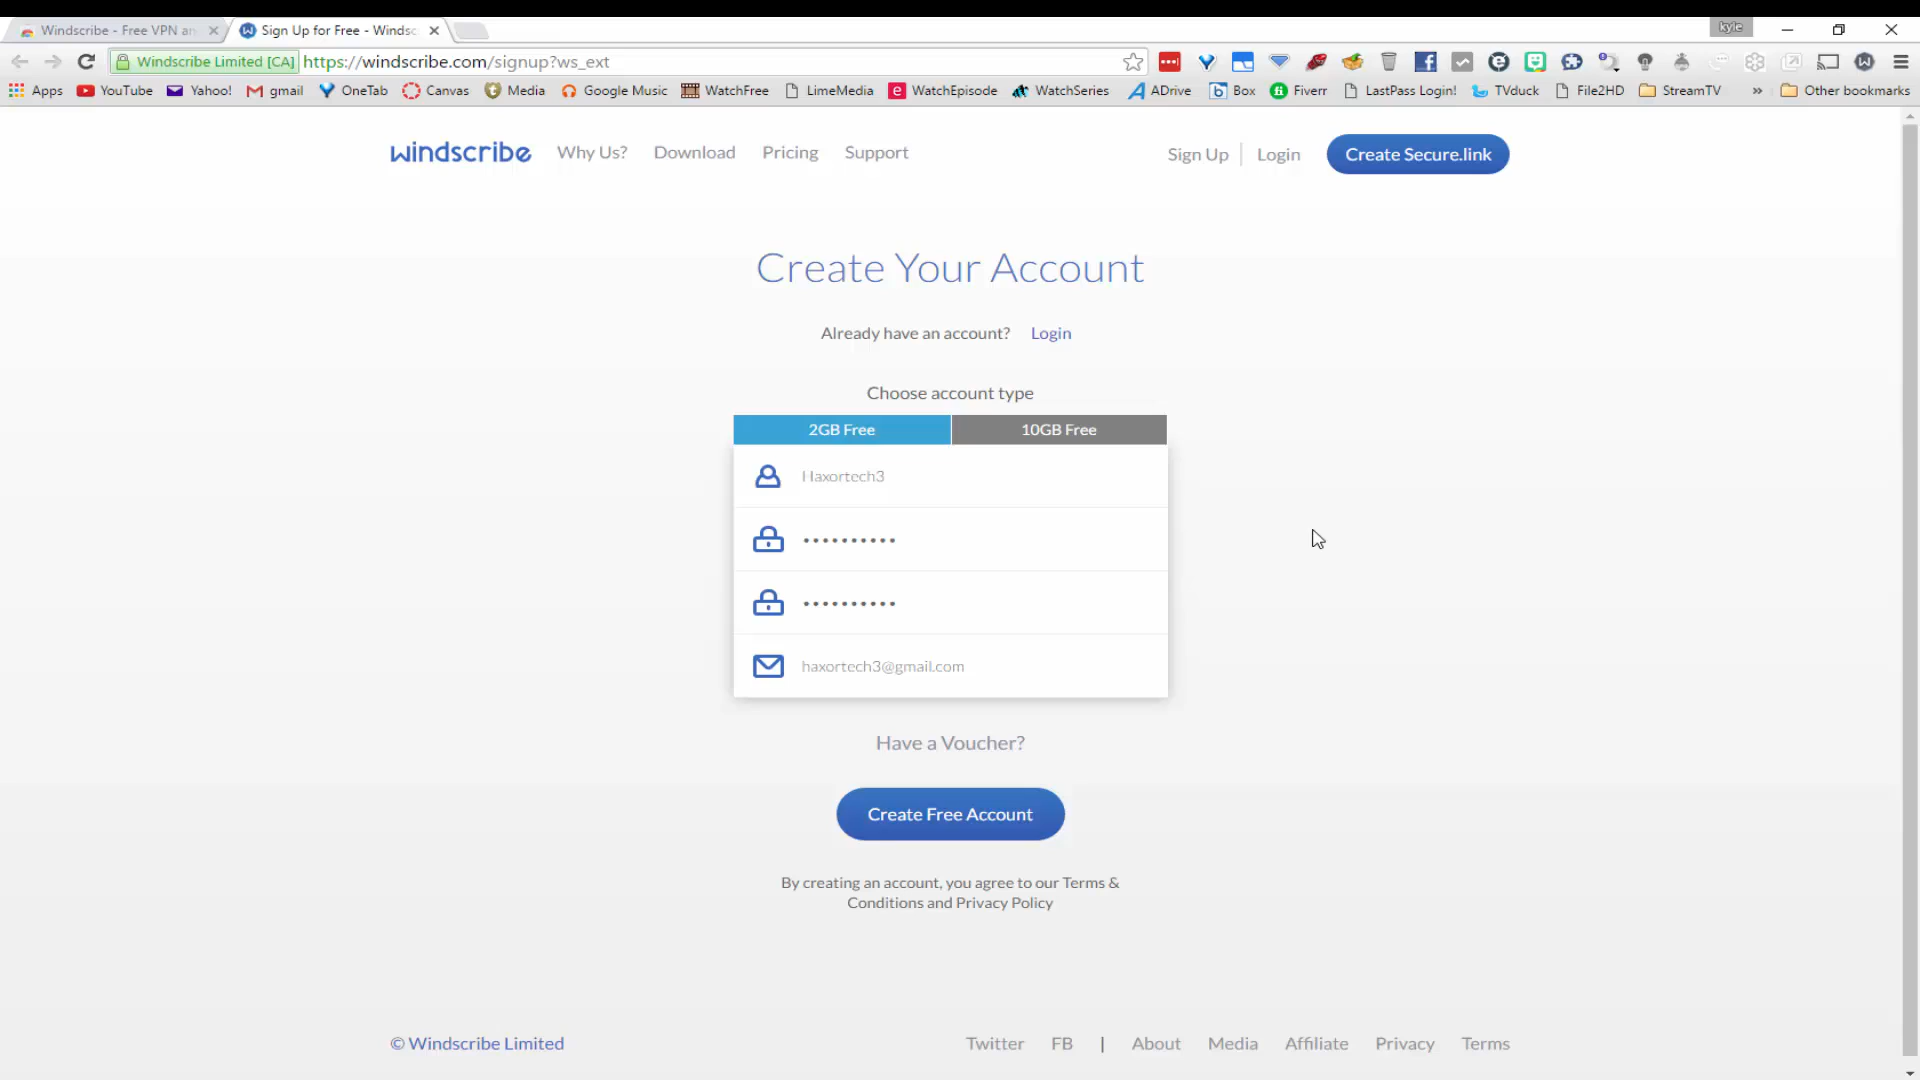 Windscribe - Free VPN an
Sign Up for Free - Windsc
kyle
Windscribe Limited [CA] https://windscribe.com/signup?ws_ext
Apps YouTube Yahoo! gmail OneTab Canvas Media Google Music WatchFree LimeMedia WatchEpisode WatchSeries ADrive Box Fiverr LastPass Login! TVduck File2HD StreamTV » Other bookmarks
windscribe Why Us? Download Pricing Support Sign Up Login Create Secure.link
Create Your Account
Already have an account? Login
Choose account type
2GB Free 10GB Free
Haxortech3
••••••••••
••••••••••
haxortech3@gmail.com
Have a Voucher?
Create Free Account
By creating an account, you agree to our Terms &
Conditions and Privacy Policy
© Windscribe Limited Twitter FB | About Media Affiliate Privacy Terms